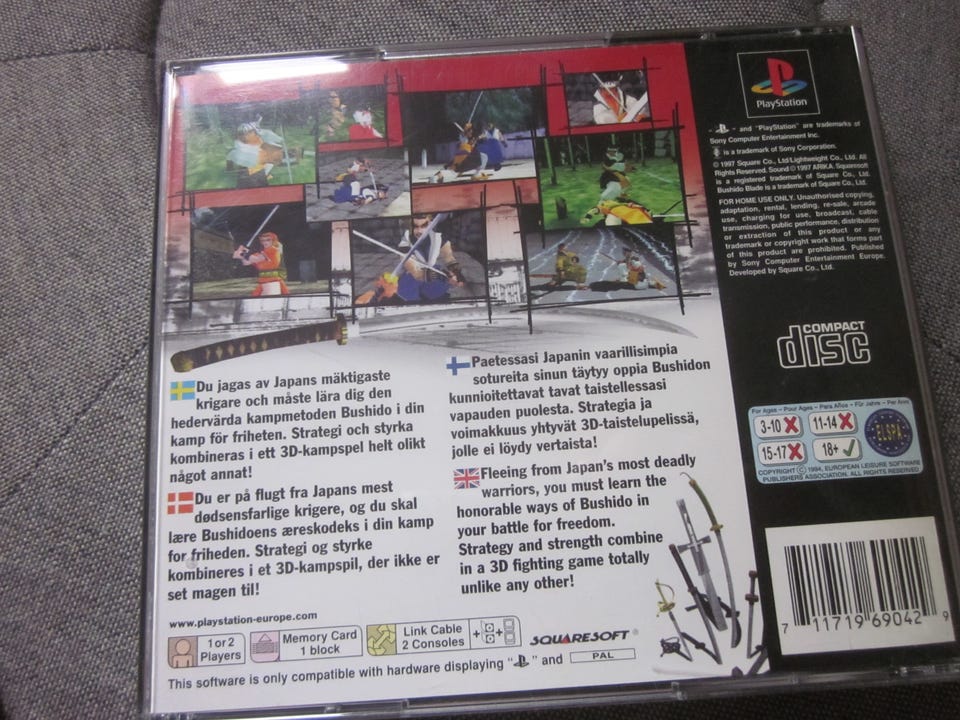 Du jagas av Japans mäktigaste
krigare och måste lära dig den
hedervärda kampmetoden Bushido i din
kamp för friheten. Strategi och styrka
kombineras i ett 3D-kampspel helt olikt
något annat!
Du er på flugt fra Japans mest
dødsensfarlige krigere, og du skal
lære Bushidoens æreskodeks i din kamp
for friheden. Strategi og styrke
kombineres i et 3D-kampspil, der ikke er
set magen til!
Paetessasi Japanin vaarillisimpia
sotureita sinun täytyy oppia Bushidon
kunnioitettavat tavat taistellessasi
vapauden puolesta. Strategia ja
voimakkuus yhtyvät 3D-taistelupelissä,
jolle ei löydy vertaista!
Fleeing from Japan's most deadly
warriors, you must learn the
honorable ways of Bushido in
your battle for freedom.
Strategy and strength combine
in a 3D fighting game totally
unlike any other!
www.playstation-europe.com
1 or 2
Players
Memory Card
1 block
Link Cable
2 Consoles
SQUARESOFT®
This software is only compatible with hardware displaying " " and PAL
PlayStation
" " and "PlayStation" are trademarks of
Sony Computer Entertainment Inc.
is a trademark of Sony Corporation.
© 1997 Square Co., Ltd/Lightweight Co., Ltd. All
Rights Reserved. Sound © 1997 ARIKA. Squaresoft
is a registered trademark of Square Co., Ltd.
Bushido Blade is a trademark of Square Co., Ltd.
FOR HOME USE ONLY. Unauthorised copying,
adaptation, rental, lending, re-sale, arcade
use, charging for use, broadcast, cable
transmission, public performance, distribution
or extraction of this product or any
trademark or copyright work that forms part
of this product are prohibited. Published
by Sony Computer Entertainment Europe.
Developed by Square Co., Ltd.
COMPACT
disc
For Ages - Pour Ages - Para Años - Für Jahre - Per Anni
3-10 11-14
15-17 18+
ELSPA
COPYRIGHT © 1994, EUROPEAN LEISURE SOFTWARE
PUBLISHERS ASSOCIATION. ALL RIGHTS RESERVED
7 11719 69042 9